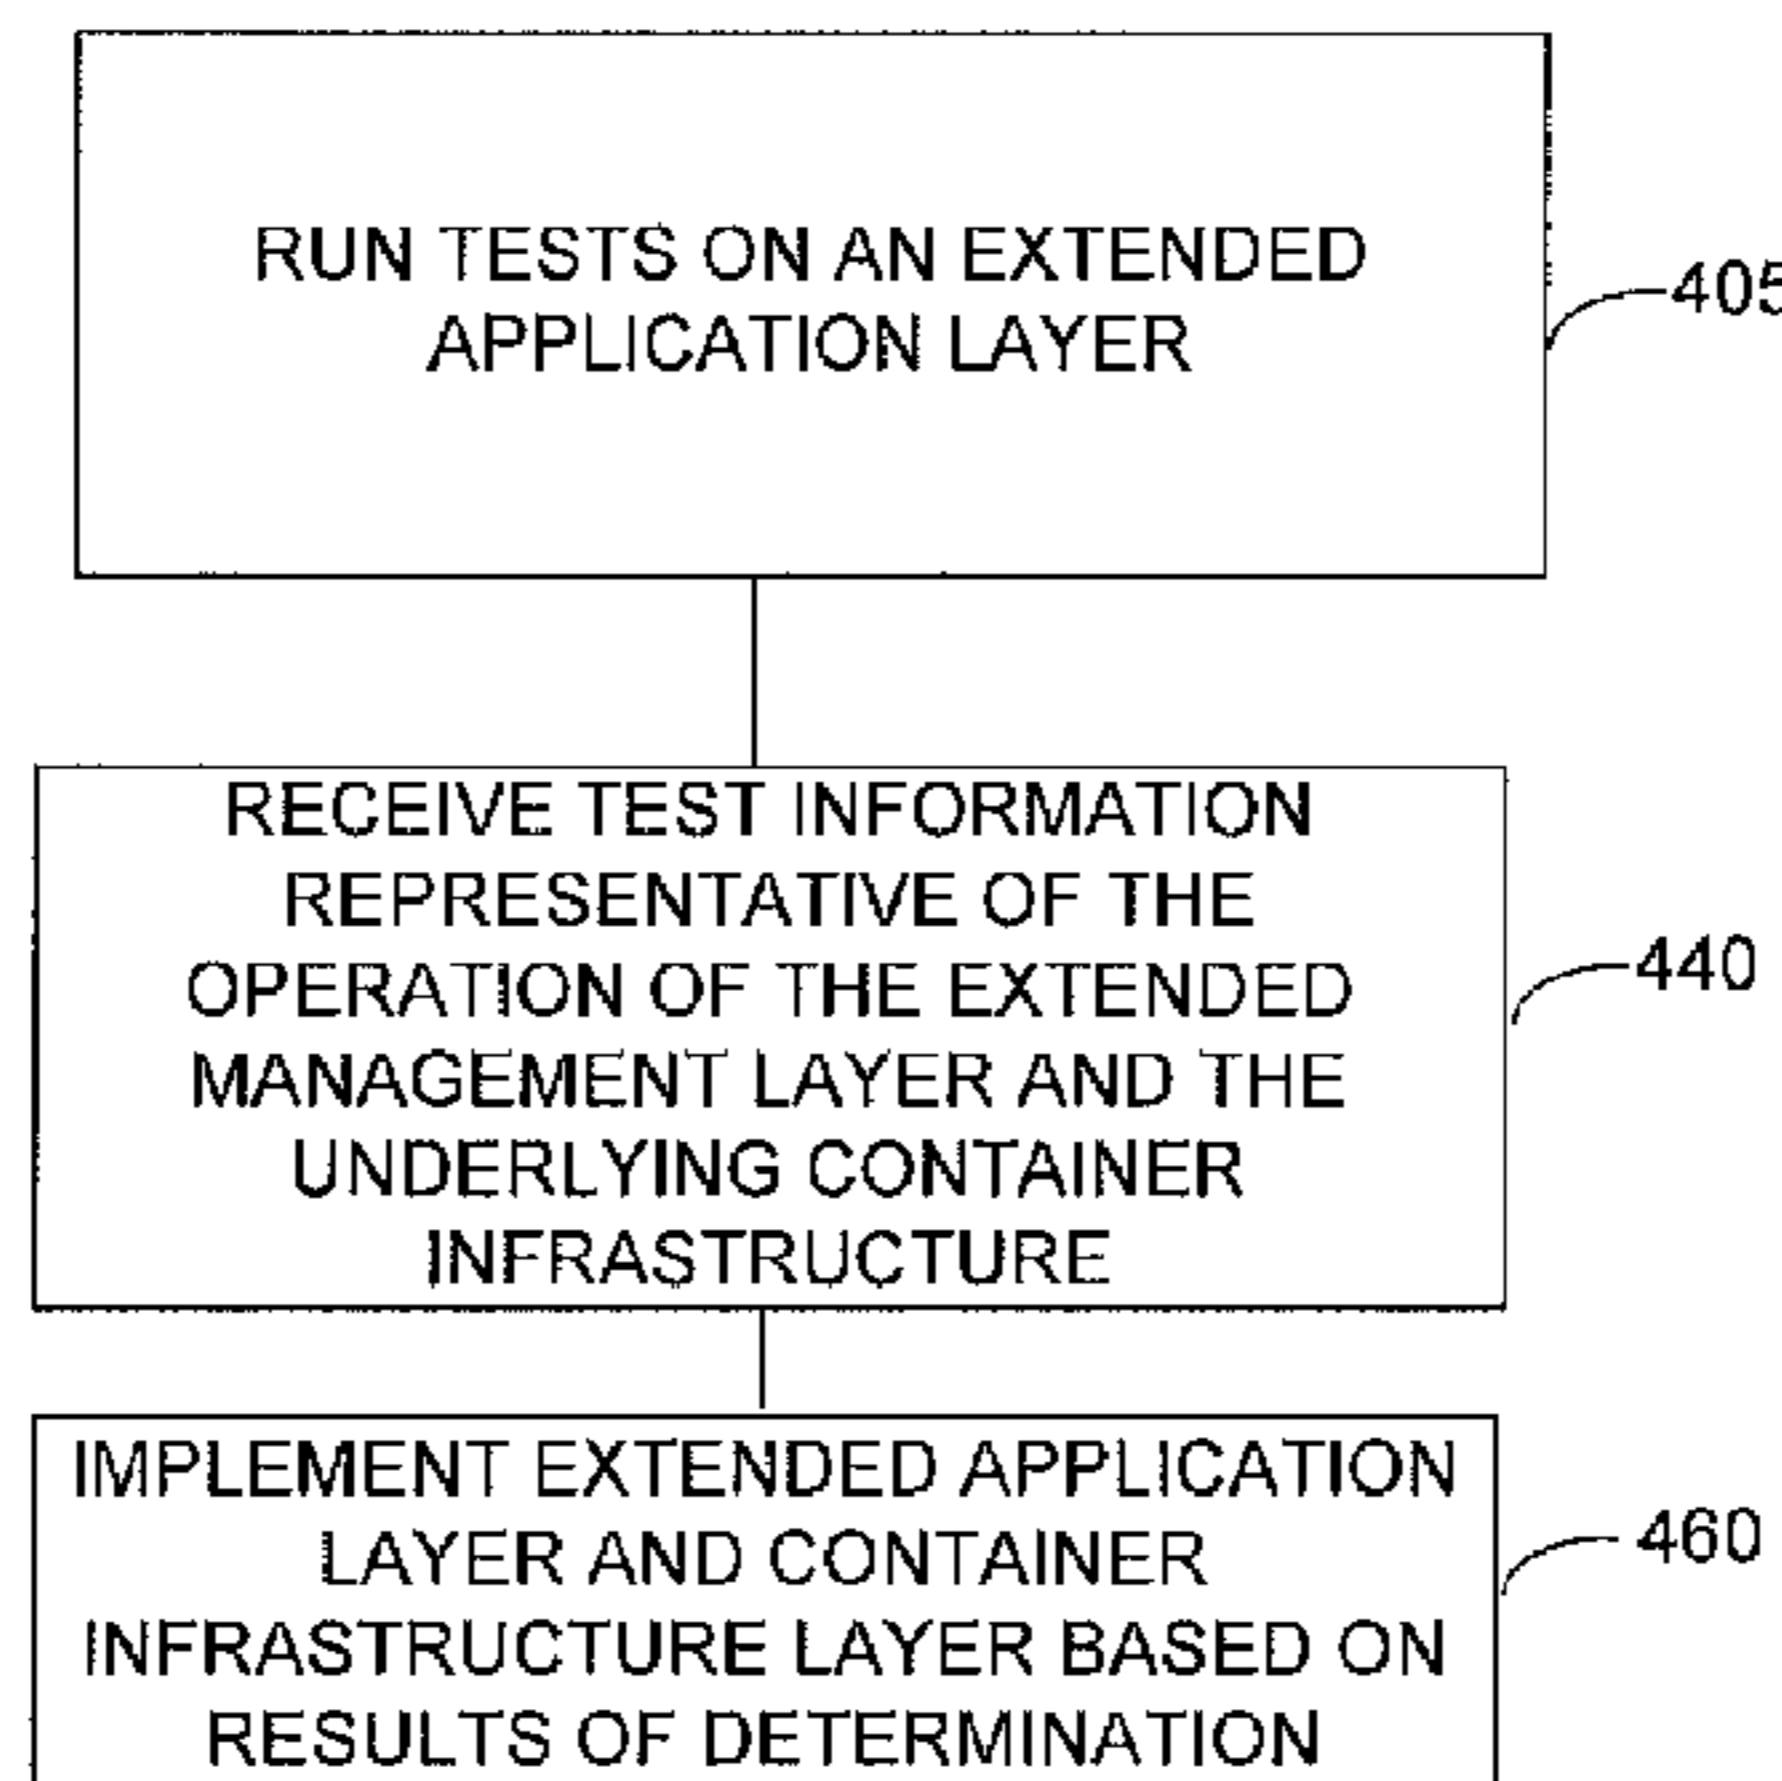 RUN TESTS ON AN EXTENDED
APPLICATION LAYER
405
RECEIVE TEST INFORMATION
REPRESENTATIVE OF THE
OPERATION OF THE EXTENDED
MANAGEMENT LAYER AND THE
UNDERLYING CONTAINER
INFRASTRUCTURE
440
IMPLEMENT EXTENDED APPLICATION
LAYER AND CONTAINER
INFRASTRUCTURE LAYER BASED ON
RESULTS OF DETERMINATION
460